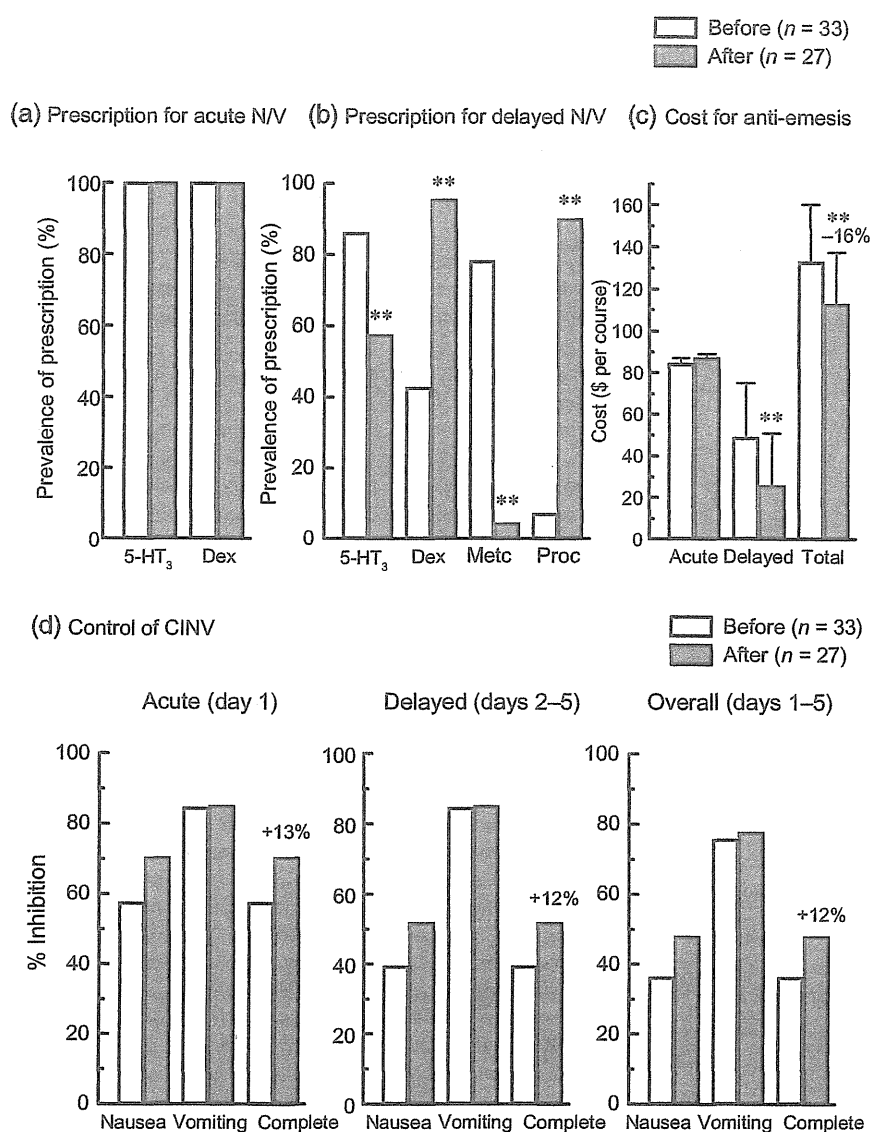 Before (n = 33)
After (n = 27)
(a) Prescription for acute N/V
(b) Prescription for delayed N/V
(c) Cost for anti-emesis
Prevalence of prescription (%)
100
80
60
40
20
0
5-HT₃ Dex
Prevalence of prescription (%)
100
80
60
40
20
0
**
**
**
**
5-HT₃ Dex Metc Proc
Cost ($ per course)
160
140
120
100
80
60
40
20
0
**
**
–16%
Acute Delayed Total
(d) Control of CINV
Before (n = 33)
After (n = 27)
Acute (day 1)
Delayed (days 2–5)
Overall (days 1–5)
% Inhibition
100
80
60
40
20
0
+13%
Nausea Vomiting Complete
100
80
60
40
20
0
+12%
Nausea Vomiting Complete
100
80
60
40
20
0
+12%
Nausea Vomiting Complete